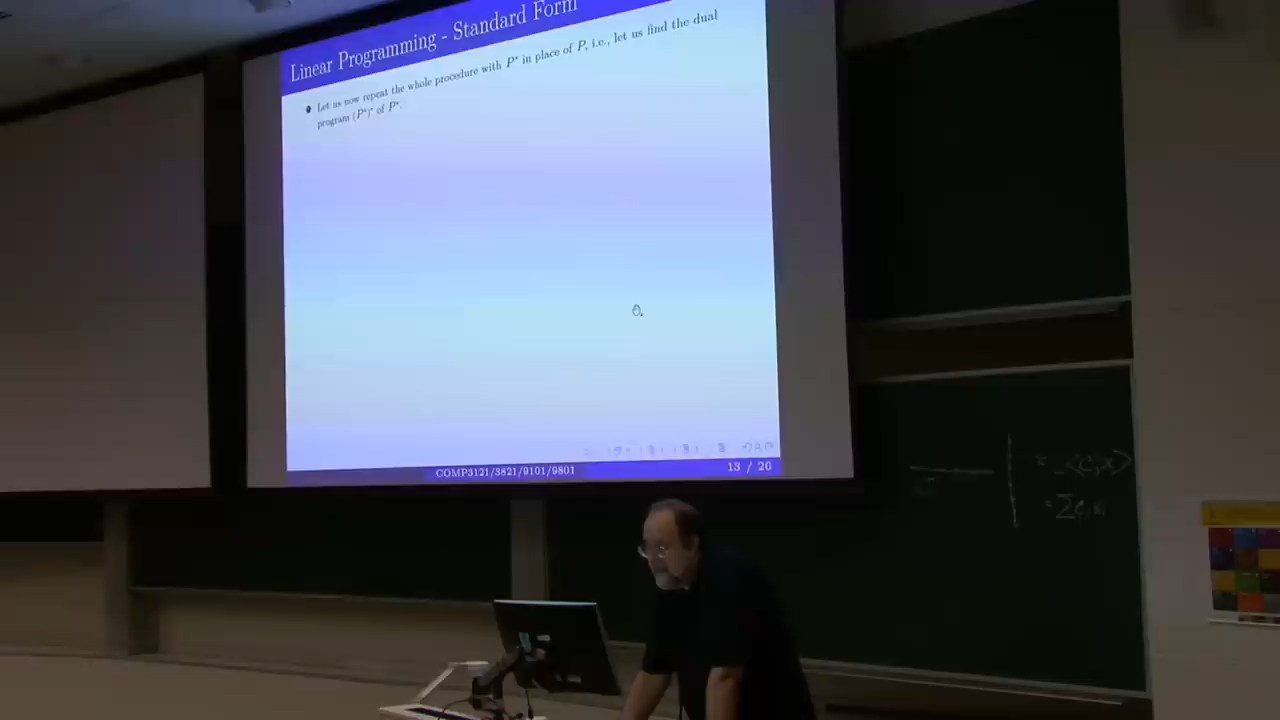 Linear Programming - Standard Form
Let us now repeat the whole procedure with P* in place of P, i.e., let us find the dual
program (P*)* of P*.
COMP3121/3821/9101/9801
13 / 26
= <c,x>